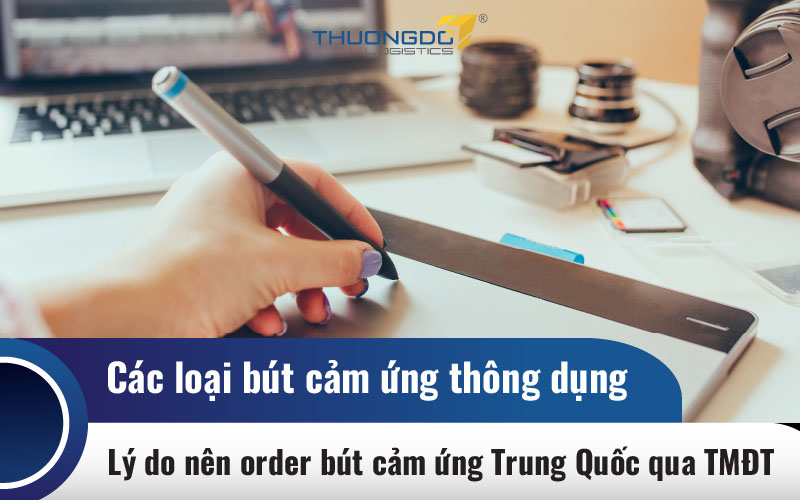 THUONGDO
LOGISTICS
®
Các loại bút cảm ứng thông dụng
Lý do nên order bút cảm ứng Trung Quốc qua TMĐT